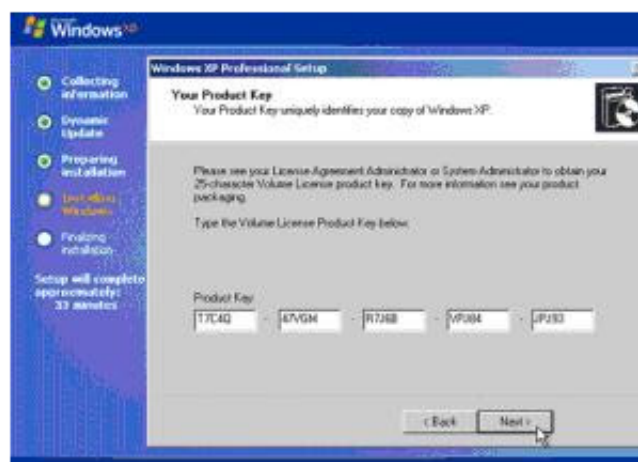 Windows xp
Collecting
information
Dynamic
Update
Preparing
installation
Installing
Windows
Finalizing
installation
Setup will complete
approximately:
33 minutes
Windows XP Professional Setup
Your Product Key
Your Product Key uniquely identifies your copy of Windows XP.
Please see your License Agreement Administrator or System Administrator to obtain your
25-character Volume License product key. For more information see your product
packaging.
Type the Volume License Product Key below:
Product Key:
< Back
Next >